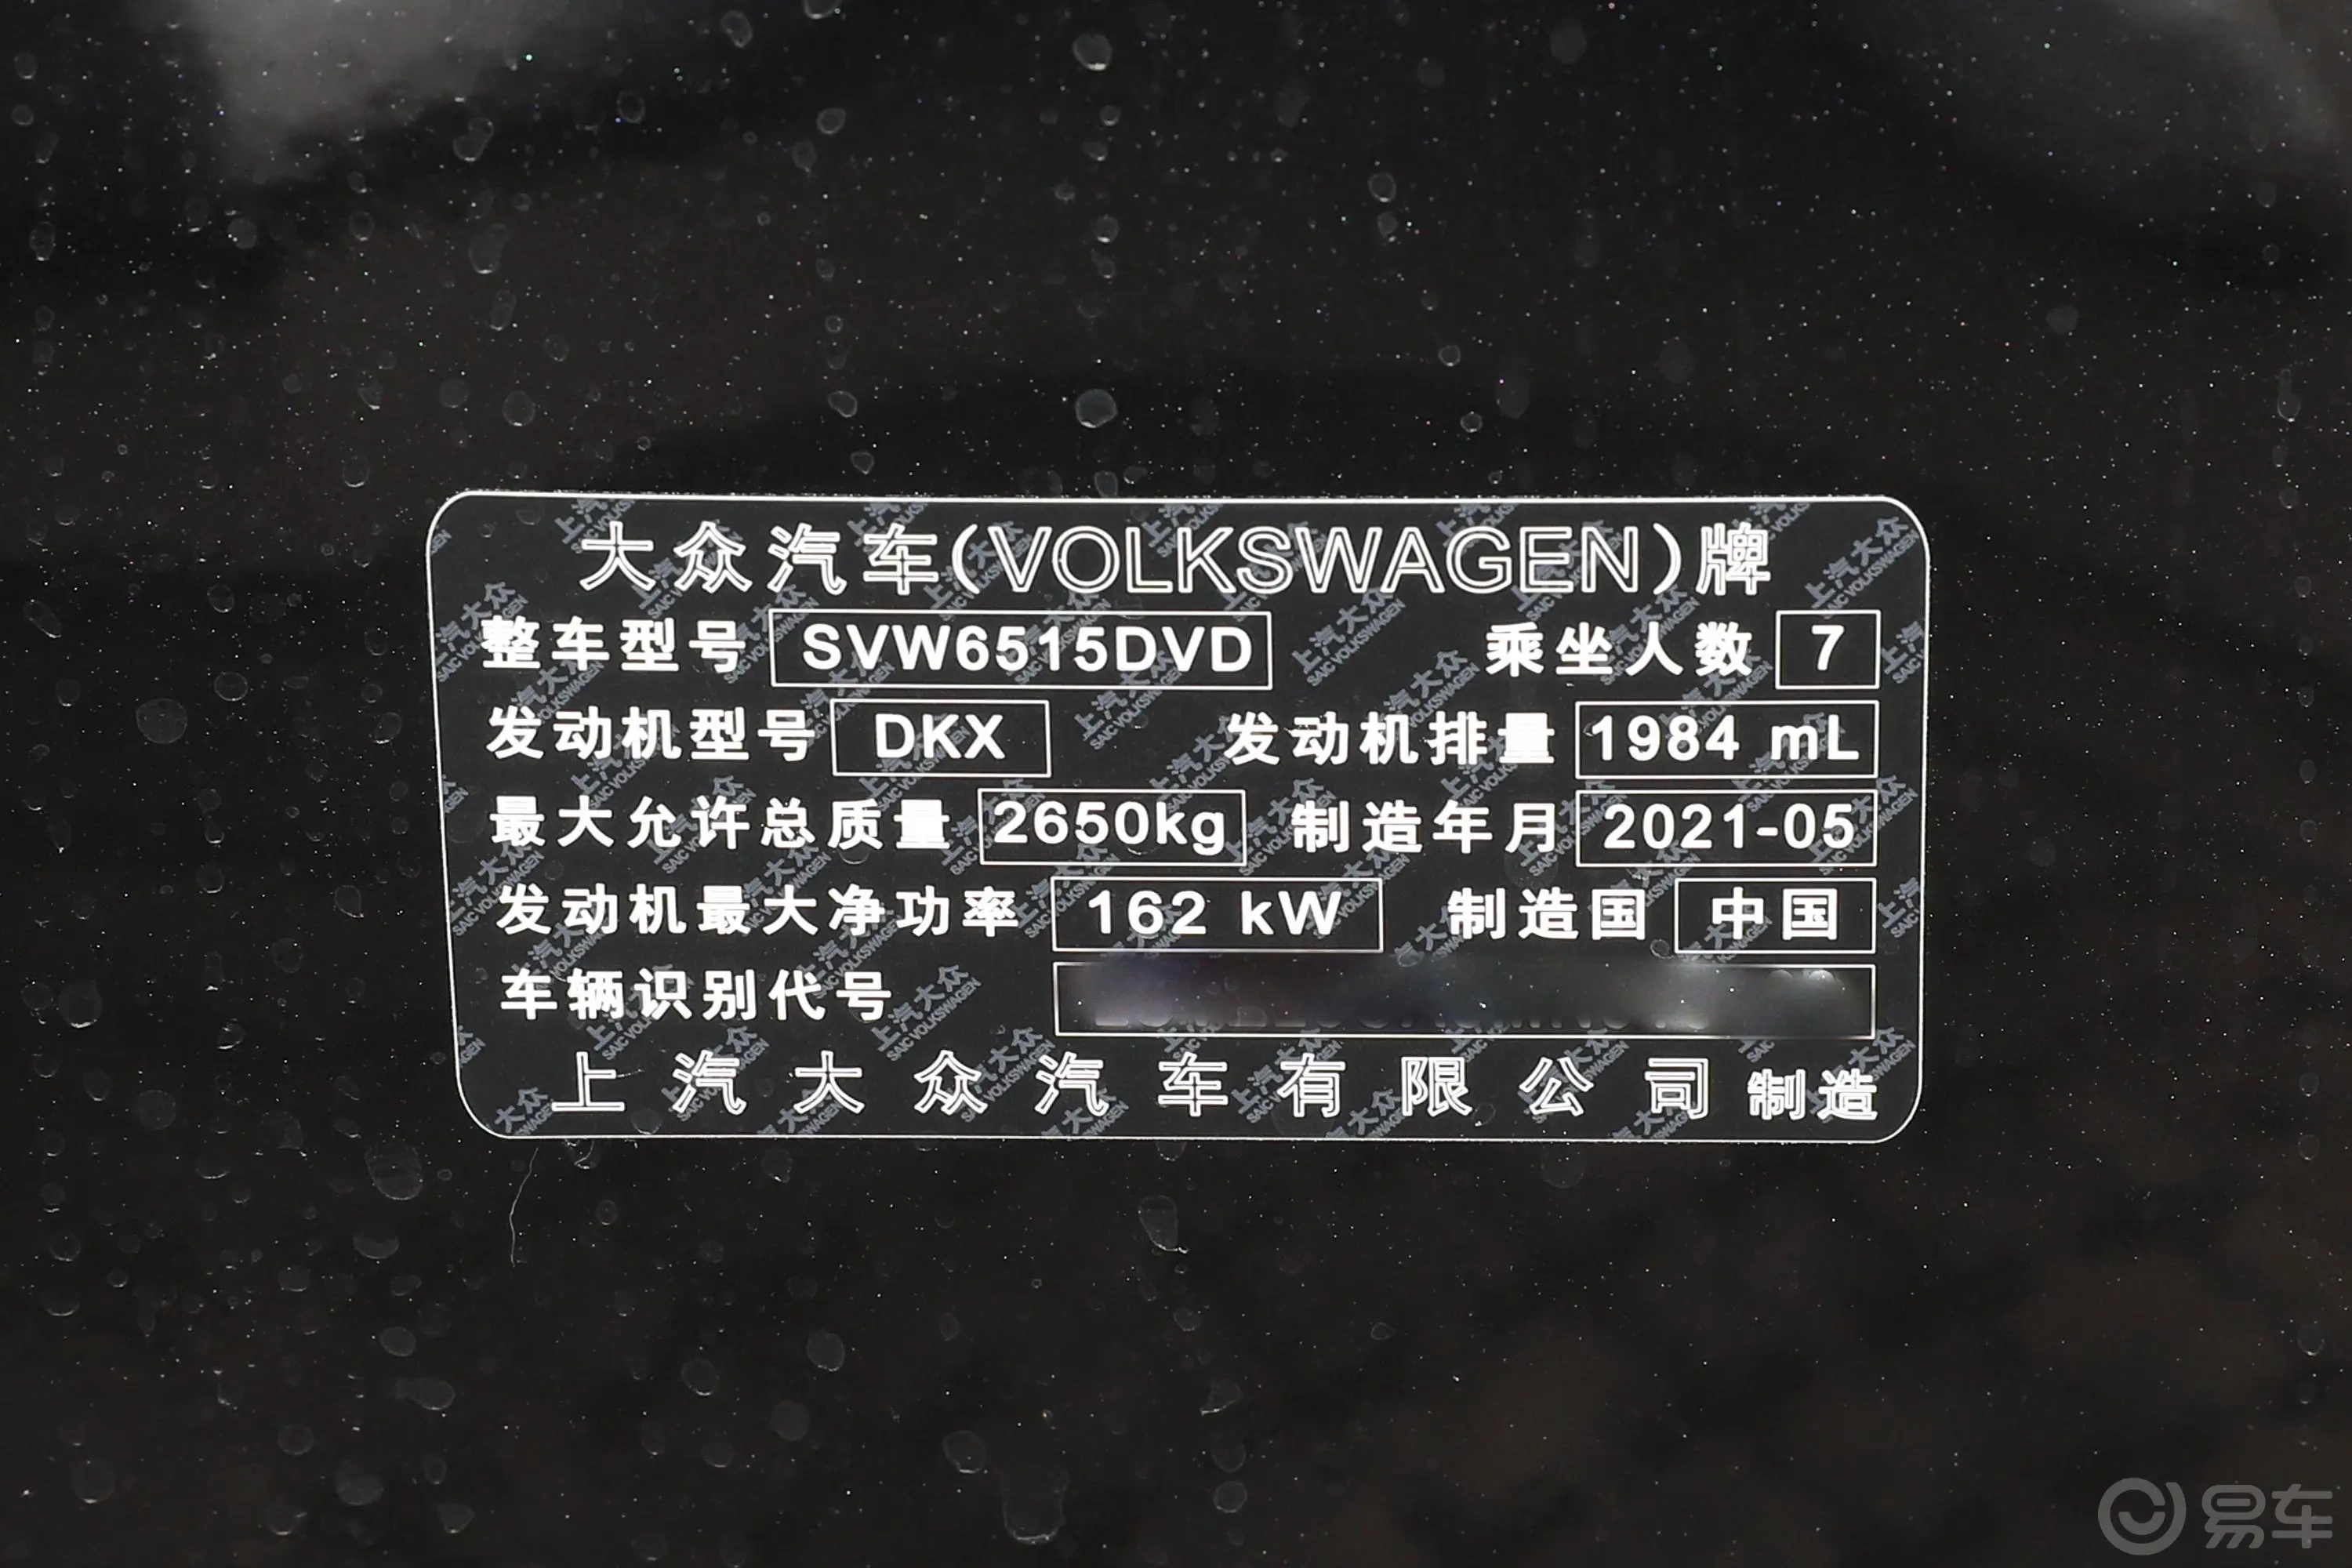 大众汽车(VOLKSWAGEN)牌
整车型号 SVW6515DVD 乘坐人数 7
发动机型号 DKX 发动机排量 1984 mL
最大允许总质量 2650kg 制造年月 2021-05
发动机最大净功率 162 kW 制造国 中国
车辆识别代号
上汽大众汽车有限公司 制造
易车